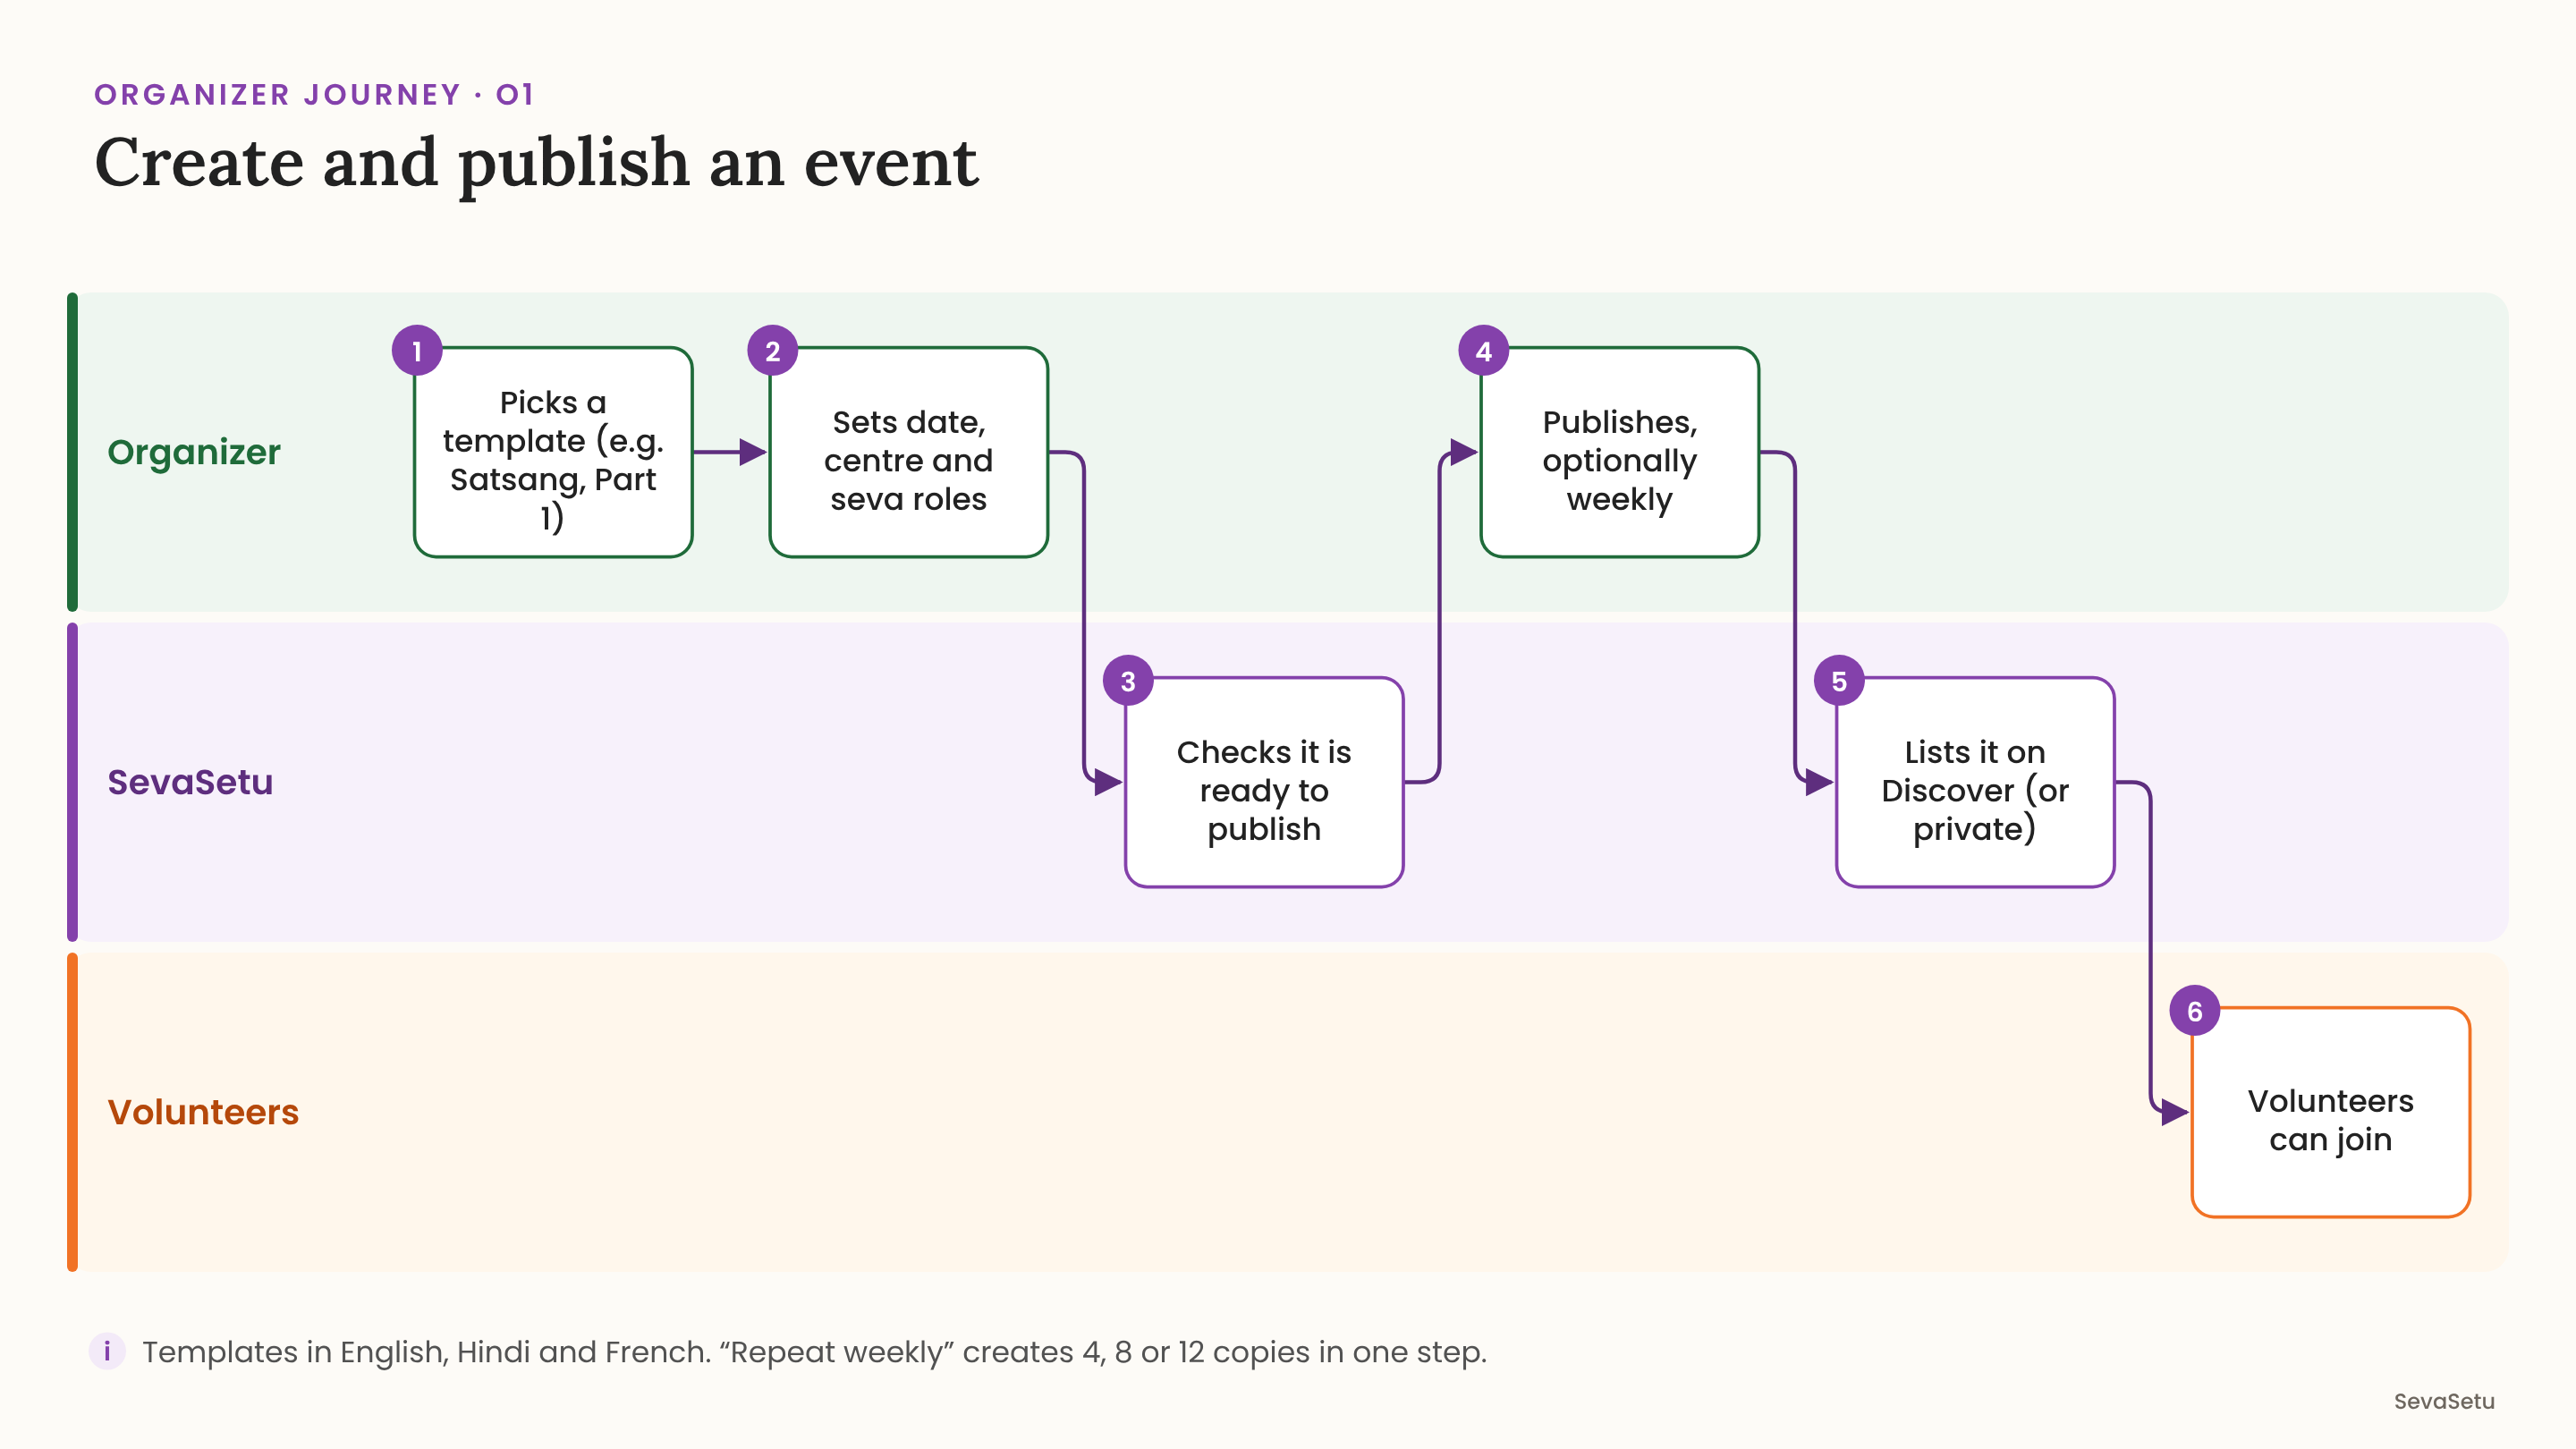 ORGANIZER JOURNEY · O1
Create and publish an event
Organizer
1
Picks a
template (e.g.
Satsang, Part
1)
2
Sets date,
centre and
seva roles
4
Publishes,
optionally
weekly
SevaSetu
3
Checks it is
ready to
publish
5
Lists it on
Discover (or
private)
Volunteers
6
Volunteers
can join
i Templates in English, Hindi and French. “Repeat weekly” creates 4, 8 or 12 copies in one step.
SevaSetu